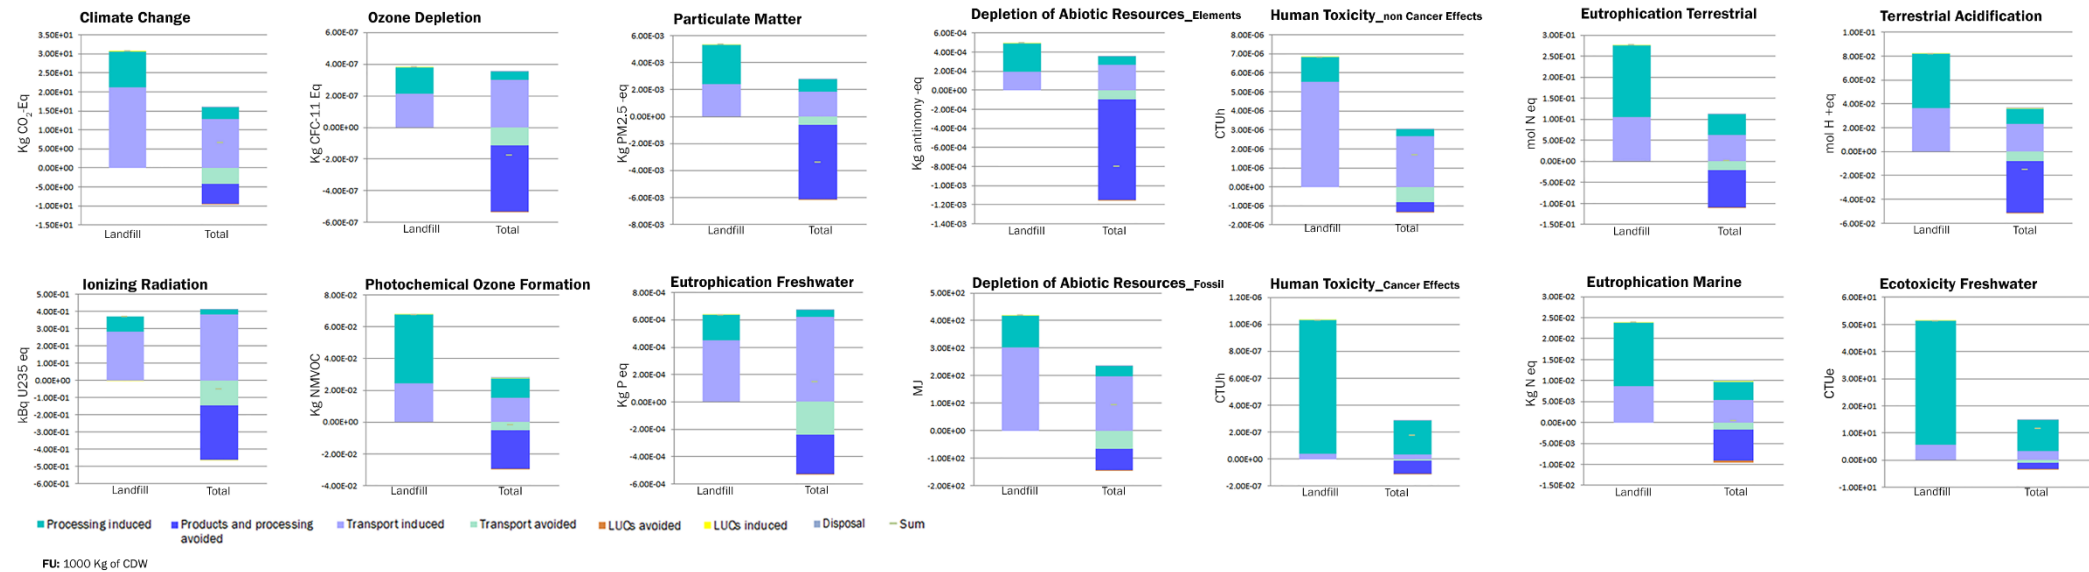 Climate Change
Kg CO2-Eq
3.50E+01
3.00E+01
2.50E+01
2.00E+01
1.50E+01
1.00E+01
5.00E+00
0.00E+00
-5.00E+00
-1.00E+01
-1.50E+01
Landfill Total
Ozone Depletion
Kg CFC-11 Eq
6.00E-07
4.00E-07
2.00E-07
0.00E+00
-2.00E-07
-4.00E-07
-6.00E-07
Landfill Total
Particulate Matter
Kg PM2.5 -eq
6.00E-03
4.00E-03
2.00E-03
0.00E+00
-2.00E-03
-4.00E-03
-6.00E-03
-8.00E-03
Landfill Total
Depletion of Abiotic Resources_Elements
Kg antimony -eq
6.00E-04
4.00E-04
2.00E-04
0.00E+00
-2.00E-04
-4.00E-04
-6.00E-04
-8.00E-04
-1.00E-03
-1.20E-03
-1.40E-03
Landfill Total
Human Toxicity_non Cancer Effects
CTUh
8.00E-06
7.00E-06
6.00E-06
5.00E-06
4.00E-06
3.00E-06
2.00E-06
1.00E-06
0.00E+00
-1.00E-06
-2.00E-06
Landfill Total
Eutrophication Terrestrial
mol N eq
3.00E-01
2.50E-01
2.00E-01
1.50E-01
1.00E-01
5.00E-02
0.00E+00
-5.00E-02
-1.00E-01
-1.50E-01
Landfill Total
Terrestrial Acidification
mol H +eq
1.00E-01
8.00E-02
6.00E-02
4.00E-02
2.00E-02
0.00E+00
-2.00E-02
-4.00E-02
-6.00E-02
Landfill Total
Ionizing Radiation
kBq U235 eq
5.00E-01
4.00E-01
3.00E-01
2.00E-01
1.00E-01
0.00E+00
-1.00E-01
-2.00E-01
-3.00E-01
-4.00E-01
-5.00E-01
-6.00E-01
Landfill Total
Photochemical Ozone Formation
Kg NMVOC
8.00E-02
6.00E-02
4.00E-02
2.00E-02
0.00E+00
-2.00E-02
-4.00E-02
Landfill Total
Eutrophication Freshwater
Kg P eq
8.00E-04
6.00E-04
4.00E-04
2.00E-04
0.00E+00
-2.00E-04
-4.00E-04
-6.00E-04
Landfill Total
Depletion of Abiotic Resources_Fossil
MJ
5.00E+02
4.00E+02
3.00E+02
2.00E+02
1.00E+02
0.00E+00
-1.00E+02
-2.00E+02
Landfill Total
Human Toxicity_Cancer Effects
CTUh
1.20E-06
1.00E-06
8.00E-07
6.00E-07
4.00E-07
2.00E-07
0.00E+00
-2.00E-07
Landfill Total
Eutrophication Marine
Kg N eq
3.00E-02
2.50E-02
2.00E-02
1.50E-02
1.00E-02
5.00E-03
0.00E+00
-5.00E-03
-1.00E-02
-1.50E-02
Landfill Total
Ecotoxicity Freshwater
CTUe
6.00E+01
5.00E+01
4.00E+01
3.00E+01
2.00E+01
1.00E+01
0.00E+00
-1.00E+01
Landfill Total
Processing induced
Products and processing
avoided
Transport induced
Transport avoided
LUCs avoided
LUCs induced
Disposal
Sum
FU: 1000 Kg of CDW